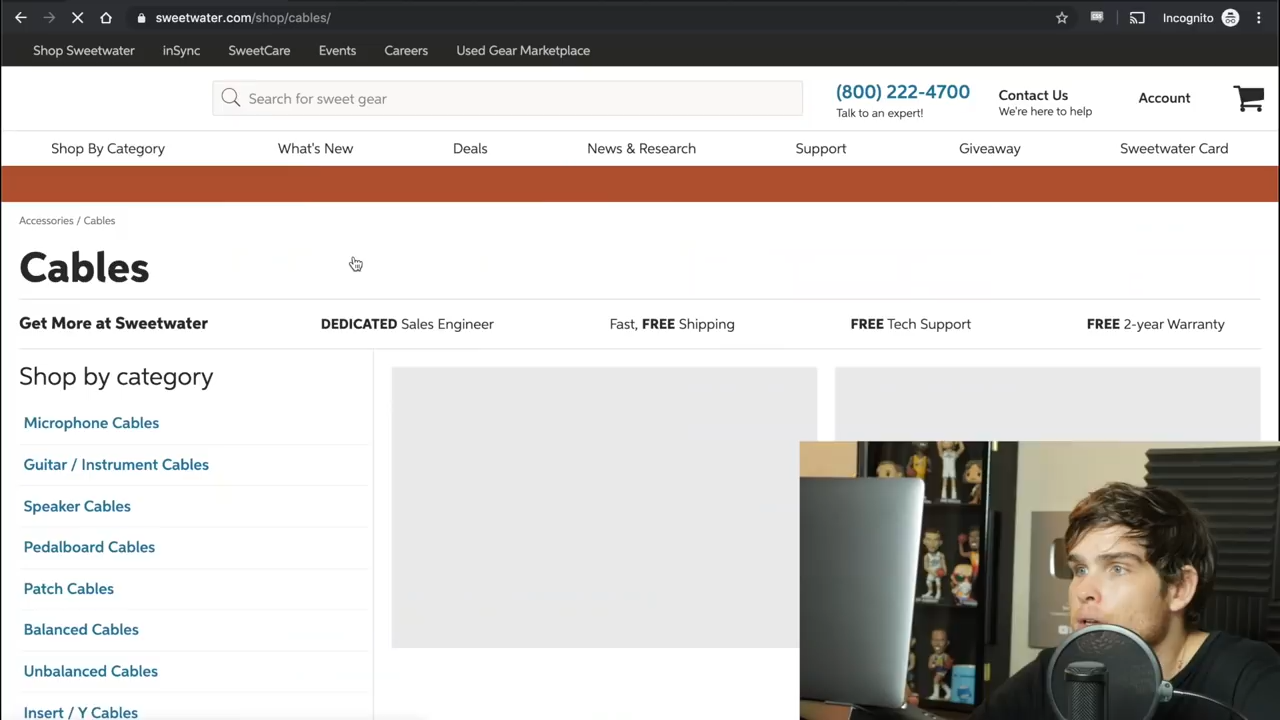 sweetwater.com/shop/cables/
Incognito
Shop Sweetwater inSync SweetCare Events Careers Used Gear Marketplace
Search for sweet gear
(800) 222-4700
Talk to an expert!
Contact Us
We're here to help
Account
Shop By Category What's New Deals News & Research Support Giveaway Sweetwater Card
Accessories / Cables
Cables
Get More at Sweetwater DEDICATED Sales Engineer Fast, FREE Shipping FREE Tech Support FREE 2-year Warranty
Shop by category
Microphone Cables
Guitar / Instrument Cables
Speaker Cables
Pedalboard Cables
Patch Cables
Balanced Cables
Unbalanced Cables
Insert / Y Cables